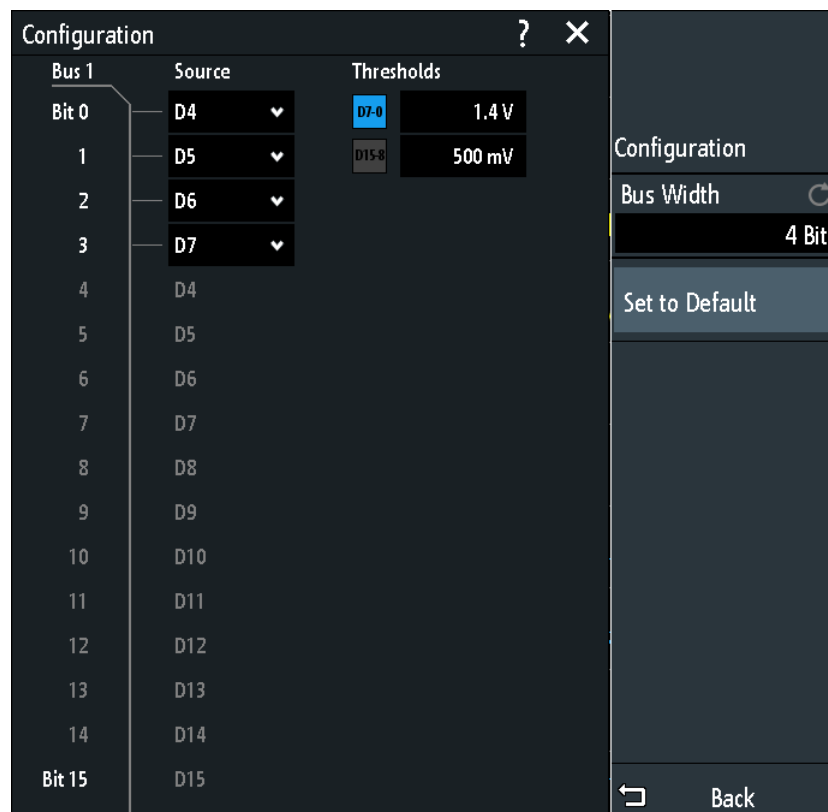 Configuration ? ✕
Bus 1 Source Thresholds
Bit 0 D4 D7-0 1.4 V
1 D5 D15-8 500 mV
2 D6
3 D7
4 D4
5 D5
6 D6
7 D7
8 D8
9 D9
10 D10
11 D11
12 D12
13 D13
14 D14
Bit 15 D15
Configuration
Bus Width
4 Bit
Set to Default
Back